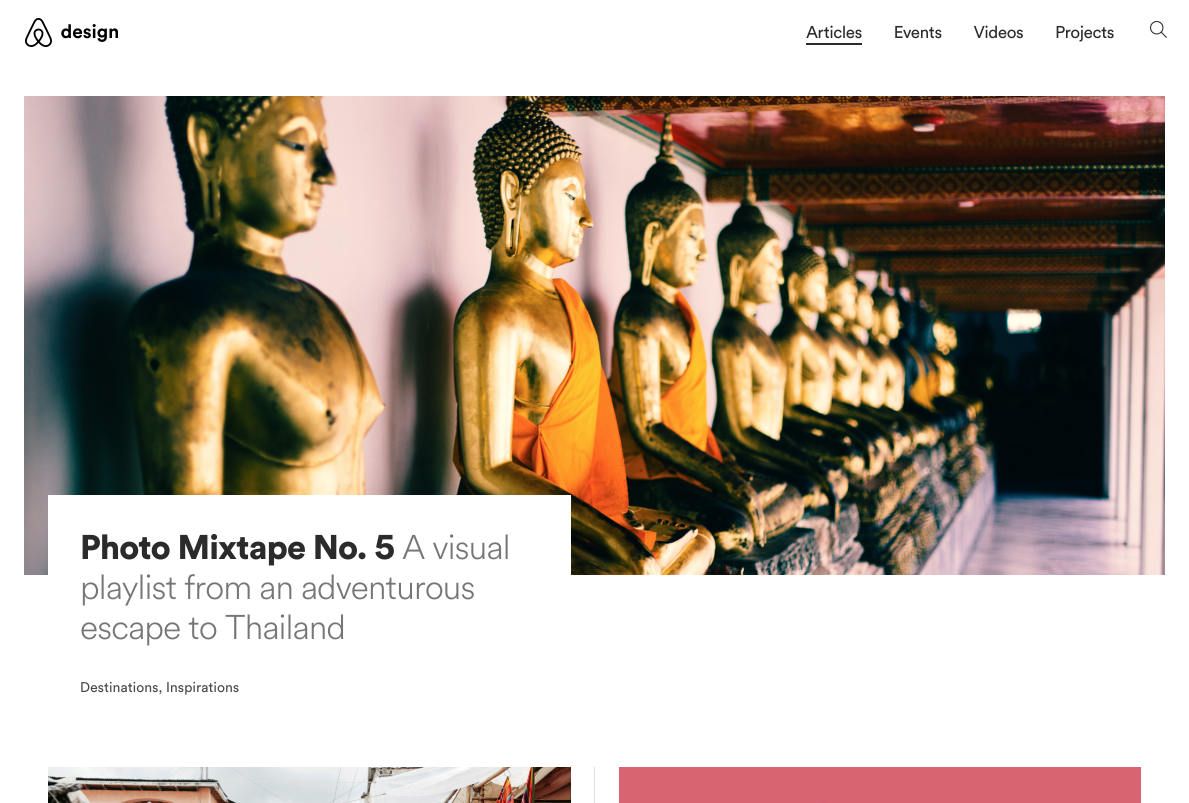 design
Articles Events Videos Projects
Photo Mixtape No. 5 A visual
playlist from an adventurous
escape to Thailand
Destinations, Inspirations